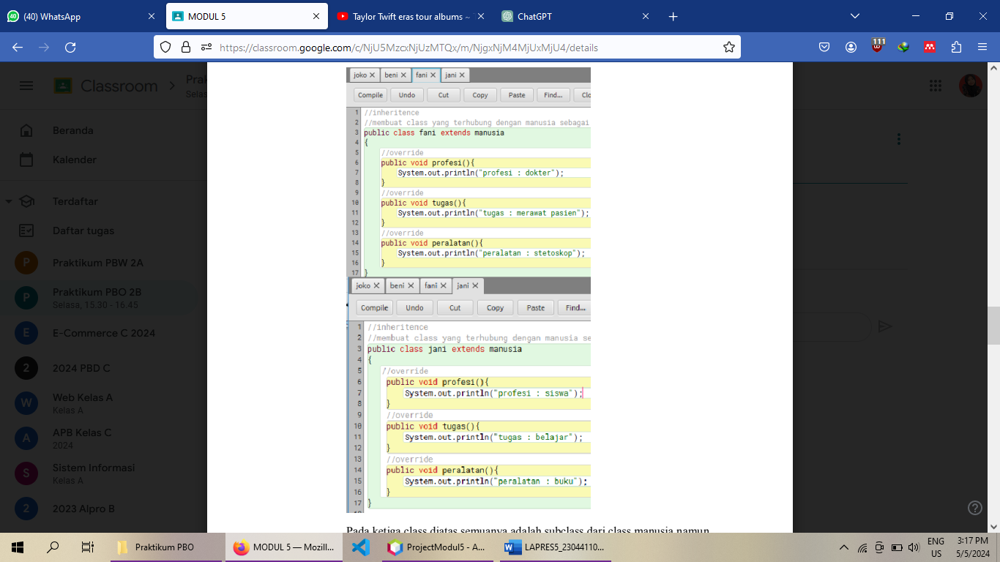 (40) WhatsApp
MODUL 5
Taylor Twift eras tour albums ~ T
ChatGPT
https://classroom.google.com/c/NjU5MzcxNjUzMTQx/m/NjgxNjM4MjUxMjU4/details
111
Classroom
Prak
Selas
Beranda
Kalender
Terdaftar
Daftar tugas
P
Praktikum PBW 2A
P
Praktikum PBO 2B
Selasa, 15.30 - 16.45
E
E-Commerce C 2024
2
2024 PBD C
W
Web Kelas A
Kelas A
A
APB Kelas C
2024
S
Sistem Informasi
Kelas A
2
2023 Alpro B
joko beni fani jani
Compile Undo Cut Copy Paste Find... Clo
1 //inheritence
2 //membuat class yang terhubung dengan manusia sebagai
3 public class fani extends manusia
4 {
5 //override
6 public void profesi(){
7 System.out.println("profesi : dokter");
8 }
9 //override
10 public void tugas(){
11 System.out.println("tugas : merawat pasien");
12 }
13 //override
14 public void peralatan(){
15 System.out.println("peralatan : stetoskop");
16 }
17 }
joko beni fani jani
Compile Undo Cut Copy Paste Find...
1 //inheritence
2 //membuat class yang terhubung dengan manusia se
3 public class jani extends manusia
4 {
5 //override
6 public void profesi(){
7 System.out.println("profesi : siswa");
8 }
9 //override
10 public void tugas(){
11 System.out.println("tugas : belajar");
12 }
13 //override
14 public void peralatan(){
15 System.out.println("peralatan : buku");
16 }
17 }
Pada ketiga class diatas semuanya adalah subclass dari class manusia namun
Praktikum PBO
MODUL 5 — Mozill...
ProjectModul5 - A...
LAPRES5_23044110...
ENG
US
3:17 PM
5/5/2024